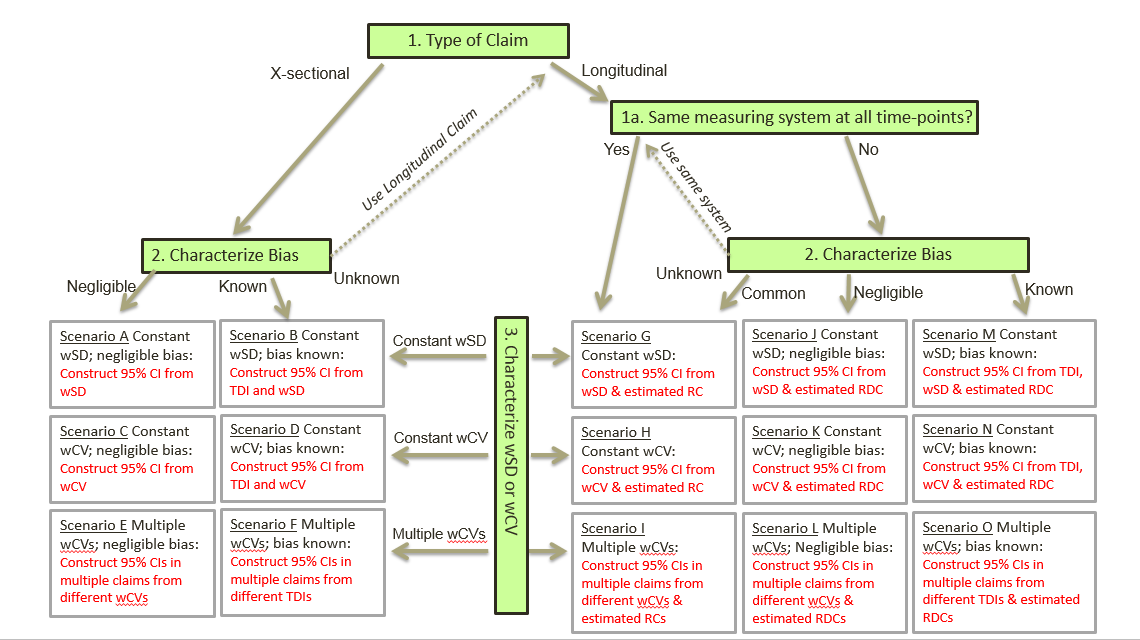 1. Type of Claim
X-sectional
Longitudinal
1a. Same measuring system at all time-points?
Use Longitudinal Claim
Yes
Use same system
No
2. Characterize Bias
2. Characterize Bias
Negligible
Known
Unknown
Unknown
Common
Negligible
Known
Scenario A Constant
wSD; negligible bias:
Construct 95% CI from
wSD
Scenario B Constant
wSD; bias known:
Construct 95% CI from
TDI and wSD
Constant wSD
3. Characterize wSD or wCV
Scenario G
Constant wSD:
Construct 95% CI from
wSD & estimated RC
Scenario J Constant
wSD; negligible bias:
Construct 95% CI from
wSD & estimated RDC
Scenario M Constant
wSD; bias known:
Construct 95% CI from TDI,
wSD & estimated RDC
Scenario C Constant
wCV; negligible bias:
Construct 95% CI from
wCV
Scenario D Constant
wCV; bias known:
Construct 95% CI from
TDI and wCV
Constant wCV
Scenario H
Constant wCV:
Construct 95% CI from
wCV & estimated RC
Scenario K Constant
wCV; negligible bias:
Construct 95% CI from
wCV & estimated RDC
Scenario N Constant
wCV; bias known:
Construct 95% CI from TDI,
wCV & estimated RDC
Scenario E Multiple
wCVs; negligible bias:
Construct 95% CIs in
multiple claims from
different wCVs
Scenario F Multiple
wCVs; bias known:
Construct 95% CIs in
multiple claims from
different TDIs
Multiple wCVs
Scenario I
Multiple wCVs:
Construct 95% CIs in
multiple claims from
different wCVs &
estimated RCs
Scenario L Multiple
wCVs; Negligible bias:
Construct 95% CIs in
multiple claims from
different wCVs &
estimated RDCs
Scenario O Multiple
wCVs; bias known:
Construct 95% CIs in
multiple claims from
different TDIs & estimated
RDCs